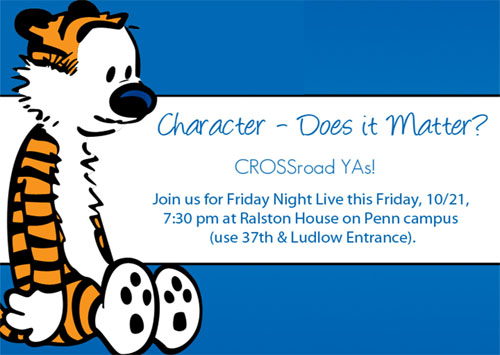 Character - Does it Matter?
CROSSroad YAs!
Join us for Friday Night Live this Friday, 10/21,
7:30 pm at Ralston House on Penn campus
(use 37th & Ludlow Entrance).